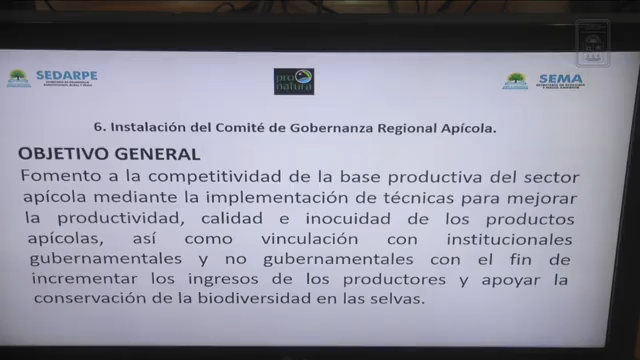 SEDARPE
pro
natura
SEMA
6. Instalación del Comité de Gobernanza Regional Apícola.
OBJETIVO GENERAL
Fomento a la competitividad de la base productiva del sector
apícola mediante la implementación de técnicas para mejorar
la productividad, calidad e inocuidad de los productos
apícolas, así como vinculación con institucionales
gubernamentales y no gubernamentales con el fin de
incrementar los ingresos de los productores y apoyar la
conservación de la biodiversidad en las selvas.